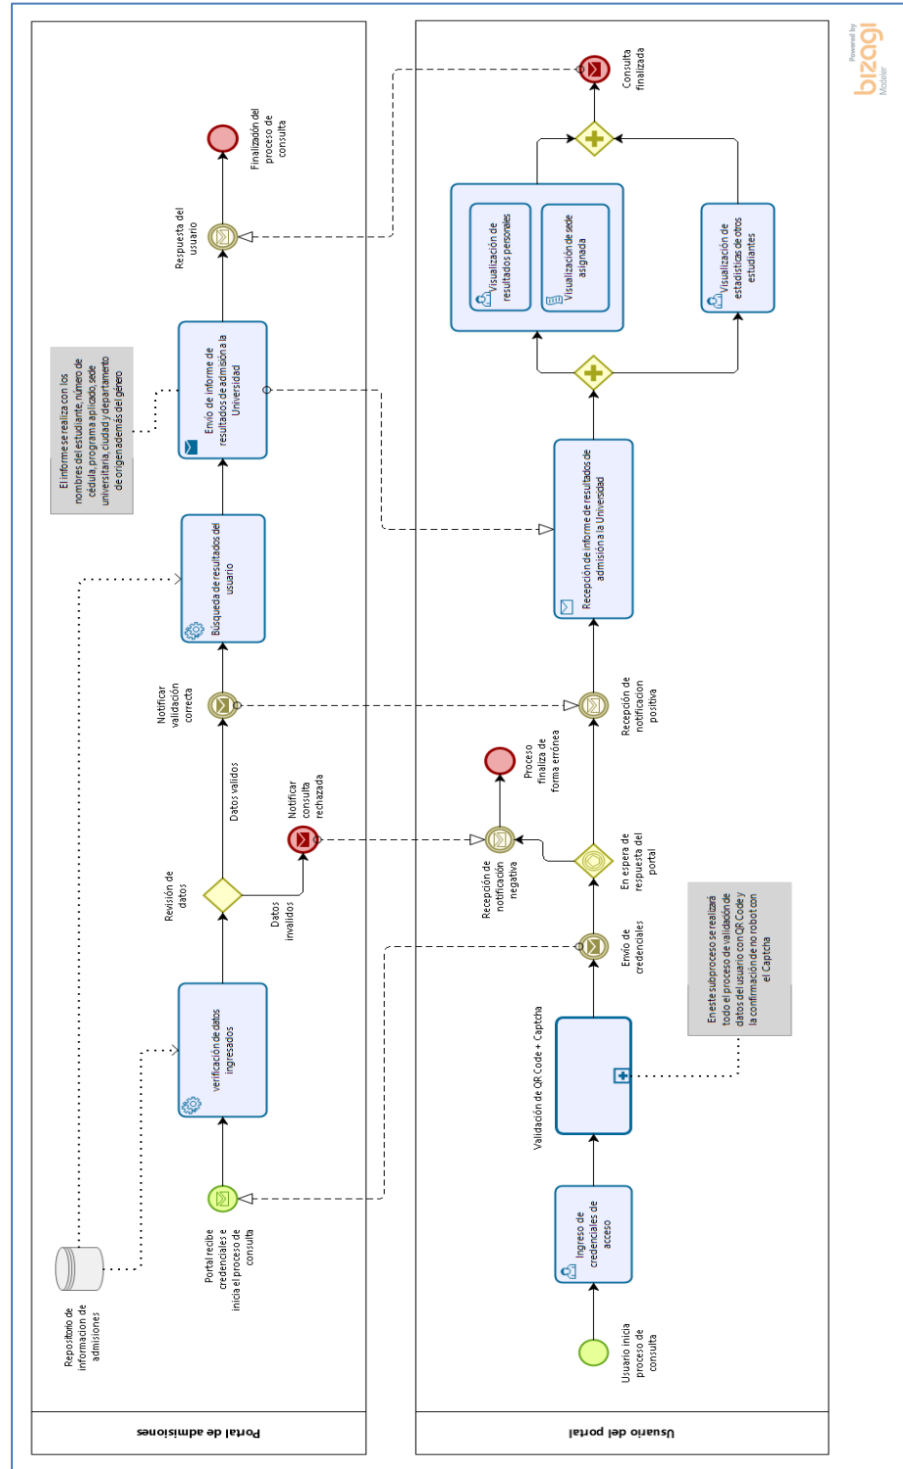 Portal de admisiones
Repositorio de
informacion de
admisiones
Portal recibe
credenciales e
inicia el proceso de
consulta
verificación de datos
ingresados
Revisión de
datos
Datos validos
Datos
invalidos
Notificar
consulta
rechazada
Notificar
validación
correcta
Búsqueda de resultados del
usuario
El informe se realiza con los
nombres del estudiante, número de
cédula, programa aplicado, sede
universitaria, ciudad y departamento
de origen además del género
Envío de informe de
resultados de admisión a la
Universidad
Respuesta del
usuario
Finalización del
proceso de
consulta
Usuario del portal
Usuario inicia
proceso de
consulta
Ingreso de
credenciales de
acceso
Validación de QR Code + Captcha
En este subproceso se realizará
todo el proceso de validación de
datos del usuario con QR Code y
la confirmación de no robot con
el Captcha
Envío de
credenciales
En espera de
respuesta del
portal
Recepción de
notificación
negativa
Proceso
finaliza de
forma errónea
Recepción de
notificacion
positiva
Recepción de informe de resultados de
admisión a la Universidad
Visualización de
resultados personales
Visualización de sede
asignada
Visualización de
estadísticas de otros
estudiantes
Consulta
finalizada
Powered by
bizagi
Modeler